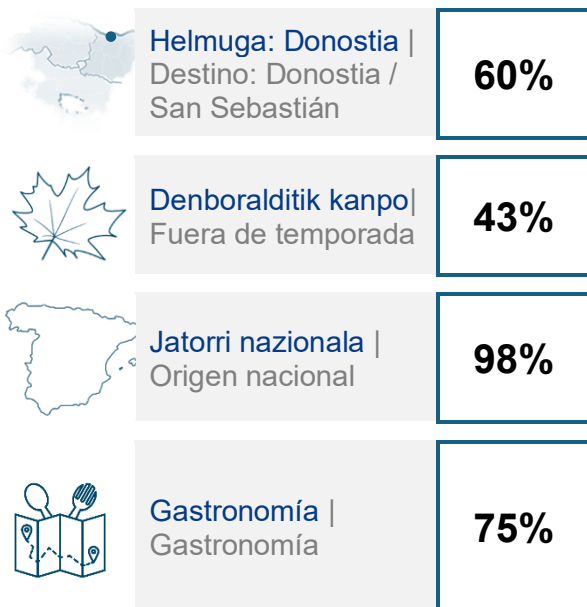 Helmuga: Donostia |
Destino: Donostia /
San Sebastián
60%
Denboralditik kanpo|
Fuera de temporada
43%
Jatorri nazionala |
Origen nacional
98%
Gastronomía |
Gastronomía
75%